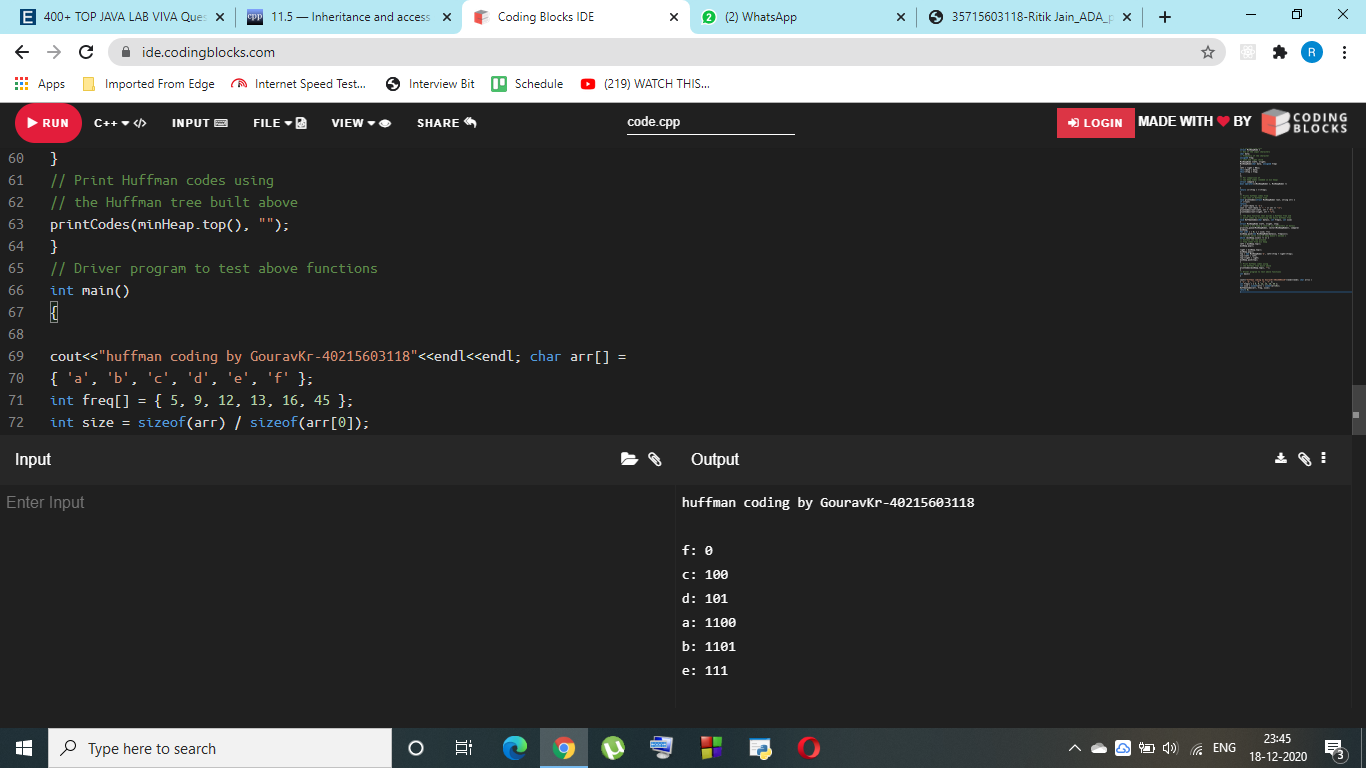 400+ TOP JAVA LAB VIVA Ques
11.5 — Inheritance and access
Coding Blocks IDE
(2) WhatsApp
35715603118-Ritik Jain_ADA_p
ide.codingblocks.com
R
Apps
Imported From Edge
Internet Speed Test...
Interview Bit
Schedule
(219) WATCH THIS...
RUN
C++
INPUT
FILE
VIEW
SHARE
code.cpp
LOGIN
MADE WITH BY
CODING
BLOCKS
60 }
61 // Print Huffman codes using
62 // the Huffman tree built above
63 printCodes(minHeap.top(), "");
64 }
65 // Driver program to test above functions
66 int main()
67 {
68
69 cout<<"huffman coding by GouravKr-40215603118"<<endl<<endl; char arr[] =
70 { 'a', 'b', 'c', 'd', 'e', 'f' };
71 int freq[] = { 5, 9, 12, 13, 16, 45 };
72 int size = sizeof(arr) / sizeof(arr[0]);
Input
Output
Enter Input
huffman coding by GouravKr-40215603118
f: 0
c: 100
d: 101
a: 1100
b: 1101
e: 111
Type here to search
ENG
23:45
18-12-2020
3